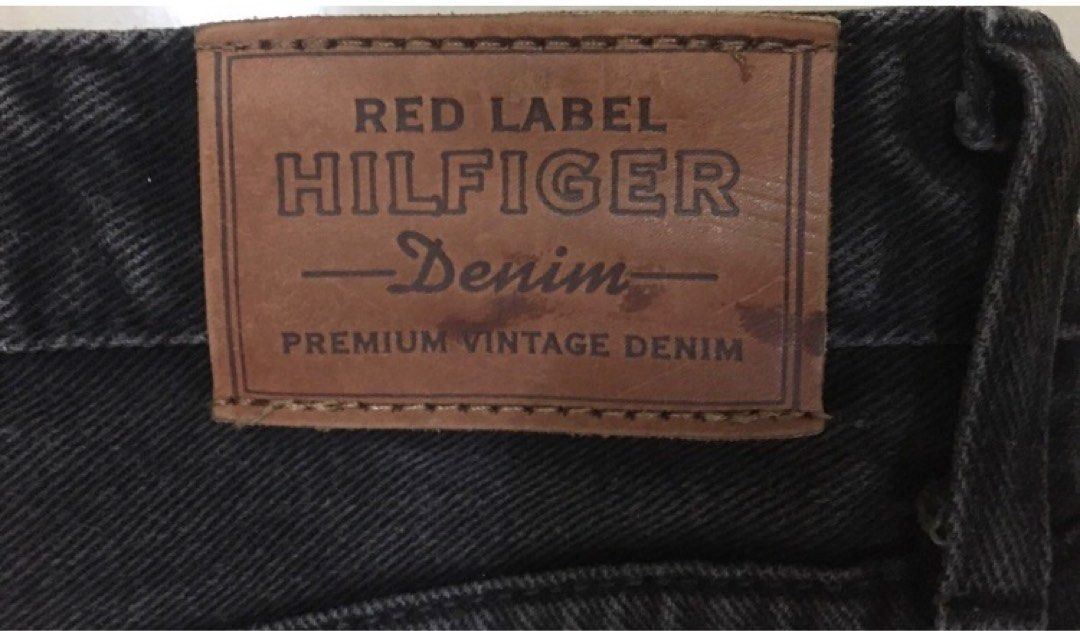 RED LABEL
HILFIGER
Denim
PREMIUM VINTAGE DENIM